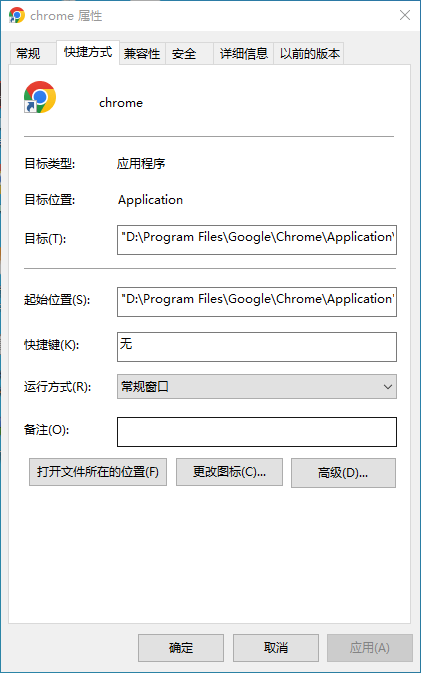 chrome 属性
常规 快捷方式 兼容性 安全 详细信息 以前的版本
chrome
目标类型: 应用程序
目标位置: Application
目标(T): "D:\Program Files\Google\Chrome\Application\
起始位置(S): "D:\Program Files\Google\Chrome\Application"
快捷键(K): 无
运行方式(R): 常规窗口
备注(O):
打开文件所在的位置(F) 更改图标(C)... 高级(D)...
确定 取消 应用(A)